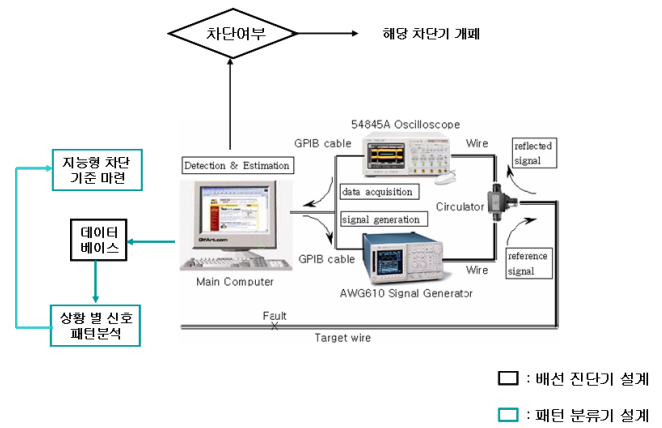 차단여부
해당 차단기 개폐
54845A Oscilloscope
GPIB cable
Wire
reflected
signal
지능형 차단
기준 마련
Detection & Estimation
data acquisition
Circulator
signal generation
데이터
베이스
GPIB cable
Wire
reference
signal
Main Computer
AWG610 Signal Generator
상황 별 신호
패턴분석
Fault
Target wire
: 배선 진단기 설계
: 패턴 분류기 설계